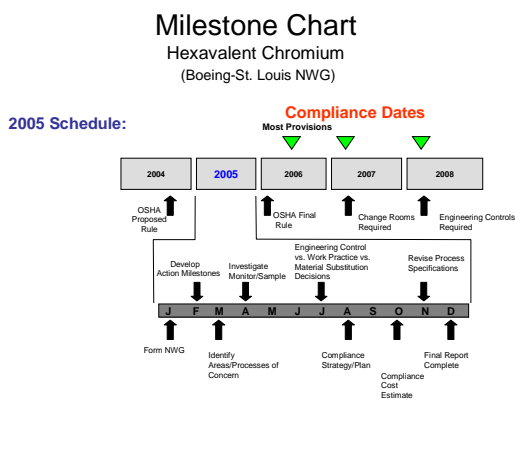 Milestone Chart
Hexavalent Chromium
(Boeing-St. Louis NWG)
Compliance Dates
2005 Schedule:
Most Provisions
2004
2005
2006
2007
2008
OSHA
Proposed
Rule
OSHA Final
Rule
Change Rooms
Required
Engineering Controls
Required
Develop
Action Milestones
Investigate
Monitor/Sample
Engineering Control
vs. Work Practice vs.
Material Substitution
Decisions
Revise Process
Specifications
J F M A M J J A S O N D
Form NWG
Identify
Areas/Processes of
Concern
Compliance
Strategy/Plan
Compliance
Cost
Estimate
Final Report
Complete